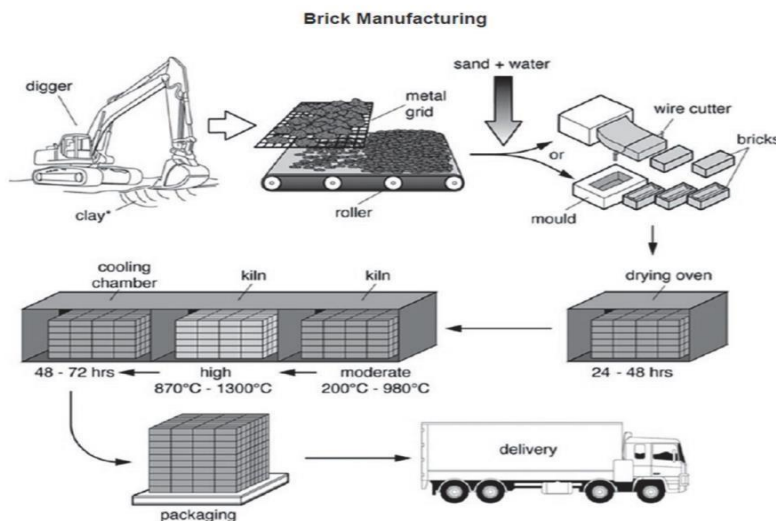 Brick Manufacturing
digger
clay*
metal
grid
roller
sand + water
or
wire cutter
bricks
mould
drying oven
24 - 48 hrs
kiln
moderate
200°C - 980°C
kiln
high
870°C - 1300°C
cooling
chamber
48 - 72 hrs
packaging
delivery